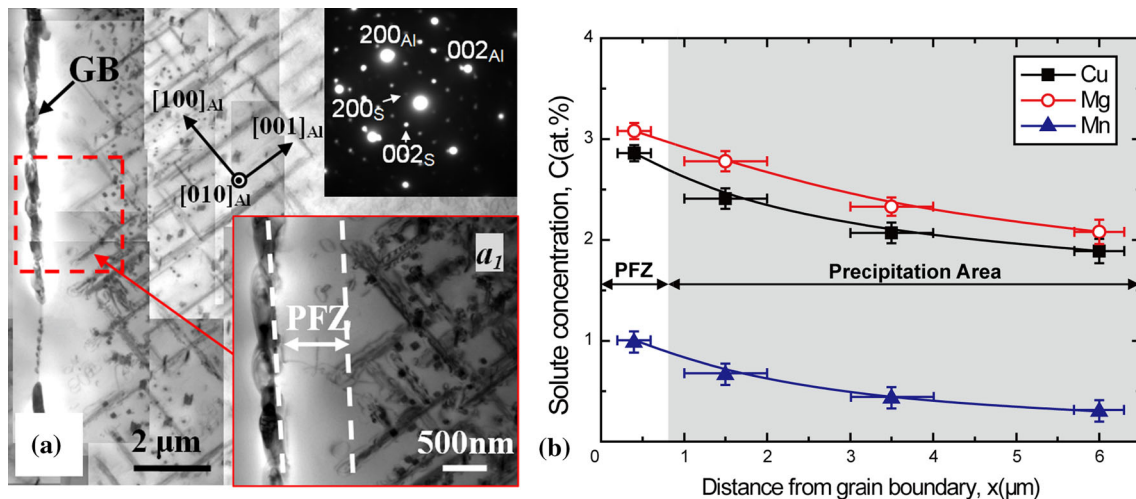 GB
[100]Al
[001]Al
[010]Al
200Al
002Al
200S
002S
a1
PFZ
500nm
(a)
2 µm
Cu
Mg
Mn
Solute concentration, C(at.%)
4
3
2
1
0
PFZ
Precipitation Area
0 1 2 3 4 5 6
Distance from grain boundary, x(µm)
(b)